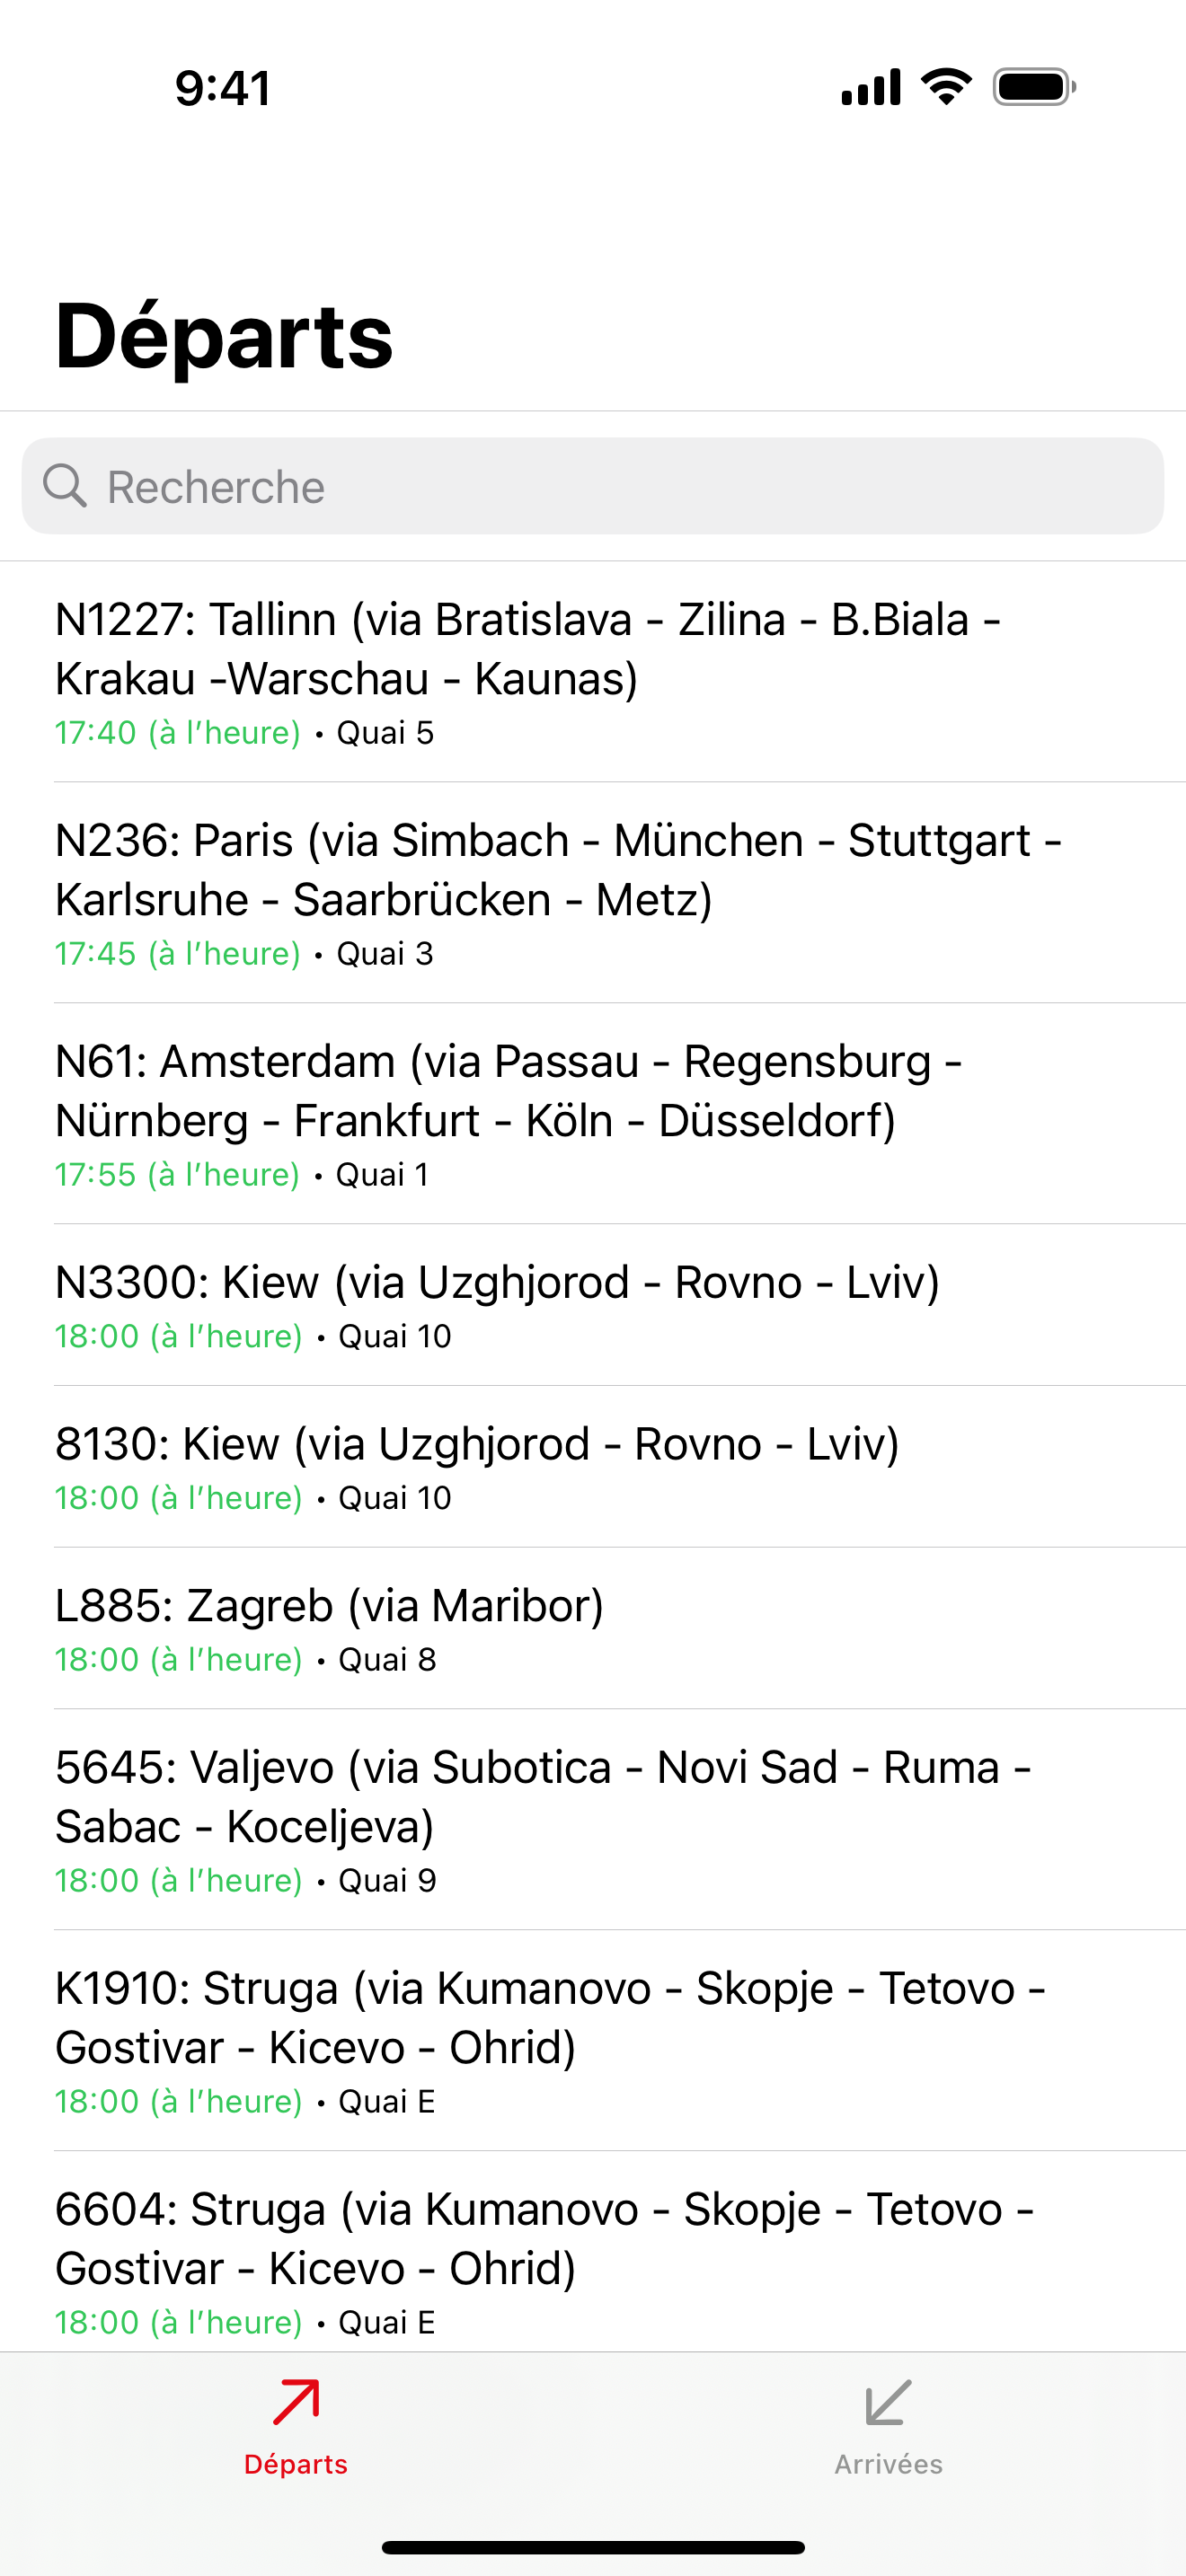 9:41
Départs
Recherche
N1227: Tallinn (via Bratislava - Zilina - B.Biala -
Krakau -Warschau - Kaunas)
17:40 (à l’heure) • Quai 5
N236: Paris (via Simbach - München - Stuttgart -
Karlsruhe - Saarbrücken - Metz)
17:45 (à l’heure) • Quai 3
N61: Amsterdam (via Passau - Regensburg -
Nürnberg - Frankfurt - Köln - Düsseldorf)
17:55 (à l’heure) • Quai 1
N3300: Kiew (via Uzghjorod - Rovno - Lviv)
18:00 (à l’heure) • Quai 10
8130: Kiew (via Uzghjorod - Rovno - Lviv)
18:00 (à l’heure) • Quai 10
L885: Zagreb (via Maribor)
18:00 (à l’heure) • Quai 8
5645: Valjevo (via Subotica - Novi Sad - Ruma -
Sabac - Koceljeva)
18:00 (à l’heure) • Quai 9
K1910: Struga (via Kumanovo - Skopje - Tetovo -
Gostivar - Kicevo - Ohrid)
18:00 (à l’heure) • Quai E
6604: Struga (via Kumanovo - Skopje - Tetovo -
Gostivar - Kicevo - Ohrid)
18:00 (à l’heure) • Quai E
Départs
Arrivées